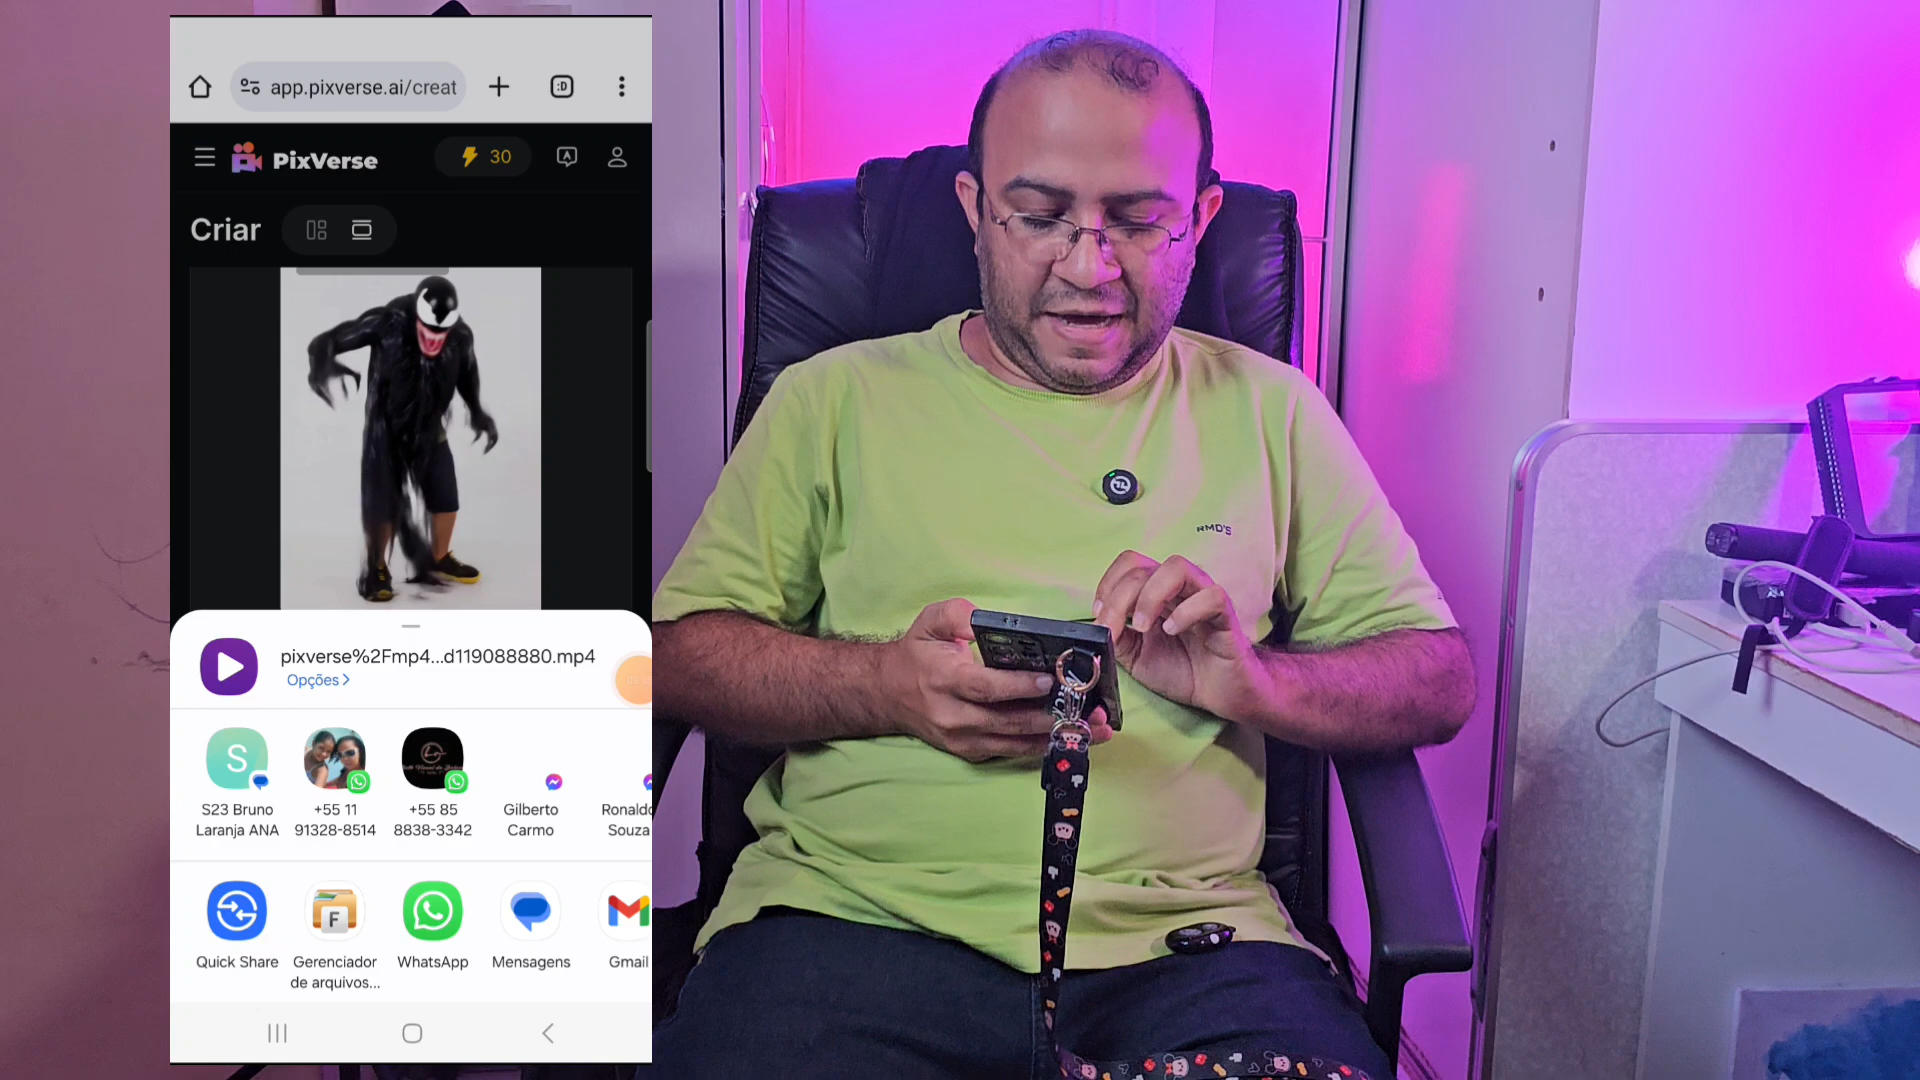 app.pixverse.ai/creat
:D
PixVerse
30
Criar
pixverse%2Fmp4...d119088880.mp4
Opções
S
S23 Bruno
Laranja ANA
+55 11
91328-8514
+55 85
8838-3342
Gilberto
Carmo
Ronaldo
Souza
F
Quick Share
Gerenciador
de arquivos...
WhatsApp
Mensagens
Gmail
RMD'S